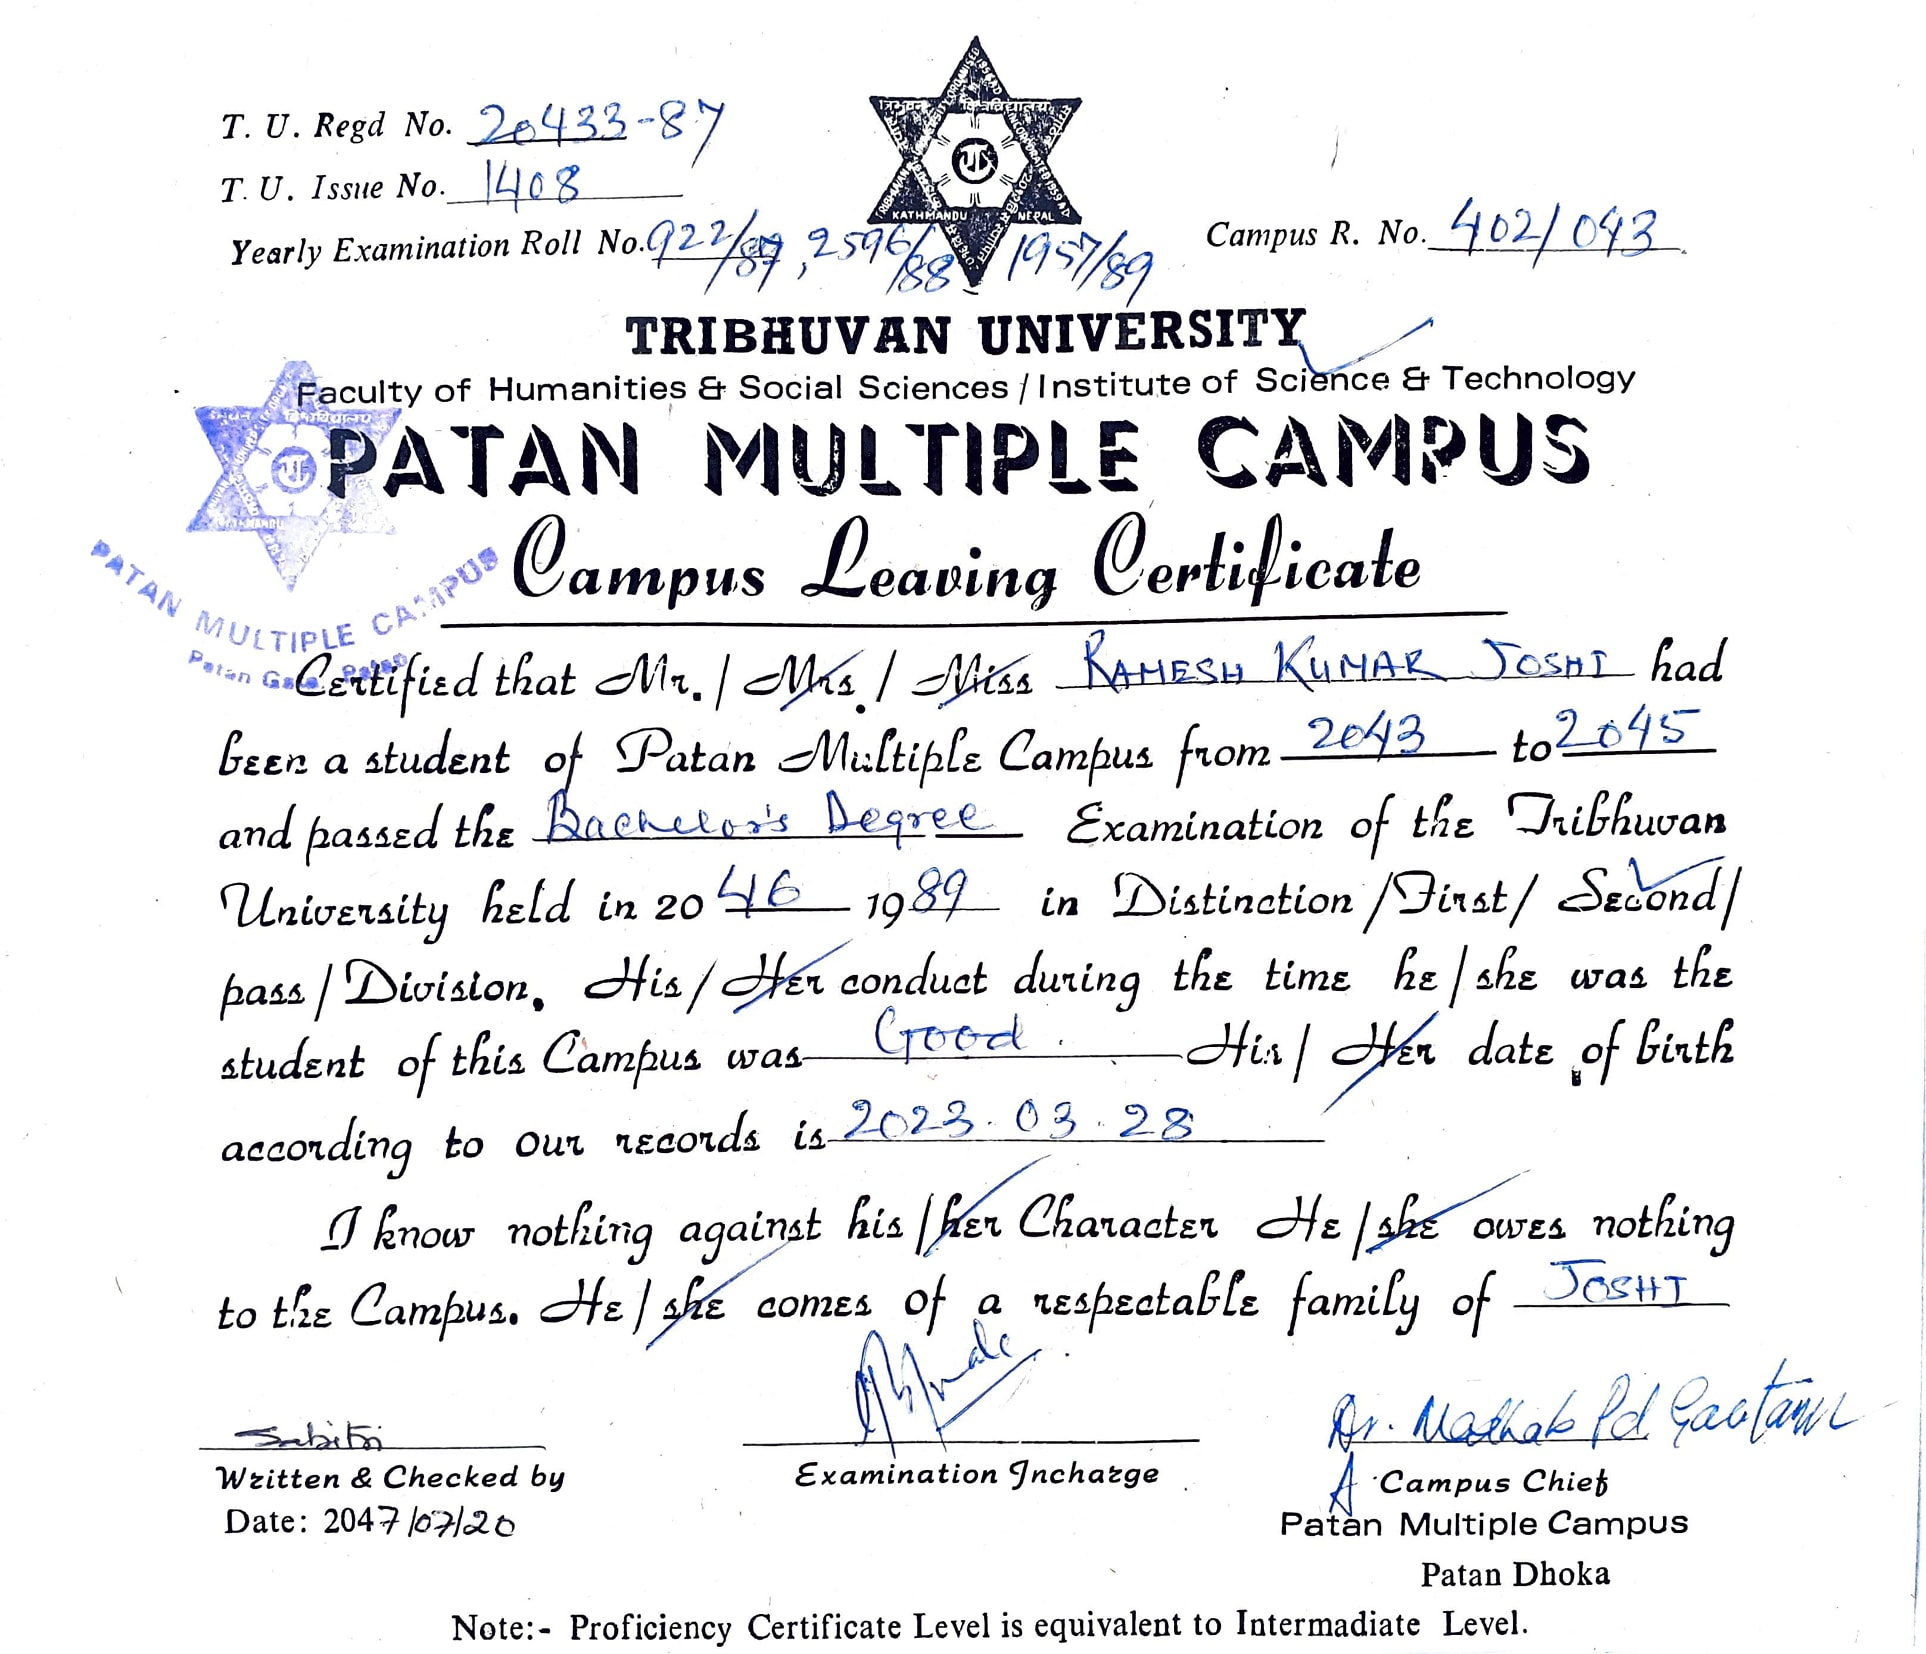 T. U. Regd No. 20433-87
T. U. Issue No. 1408
Yearly Examination Roll No. 922/87, 2596/88 1957/89
Campus R. No. 402/043
त्रिभुवन विश्वविद्यालय
KATHMANDU NEPAL
TRIBHUVAN UNIVERSITY
Faculty of Humanities & Social Sciences / Institute of Science & Technology
PATAN MULTIPLE CAMPUS
Campus Leaving Certificate
PATAN MULTIPLE CAMPUS
Patan Gate, Patan
Certified that Mr. / Mrs. / Miss RAMESH KUMAR JOSHI had
been a student of Patan Multiple Campus from 2043 to 2045
and passed the Bachelor's Degree Examination of the Tribhuvan
University held in 2046 1989 in Distinction / First / Second /
pass / Division. His / Her conduct during the time he / she was the
student of this Campus was Good. His / Her date of birth
according to our records is 2023.03.28
I know nothing against his / her Character He / she owes nothing
to the Campus. He / she comes of a respectable family of JOSHI
Sabitri
Written & Checked by
Date: 2047/07/20
Examination Incharge
Dr. Madhab Pd Gautam
A Campus Chief
Patan Multiple Campus
Patan Dhoka
Note:- Proficiency Certificate Level is equivalent to Intermadiate Level.